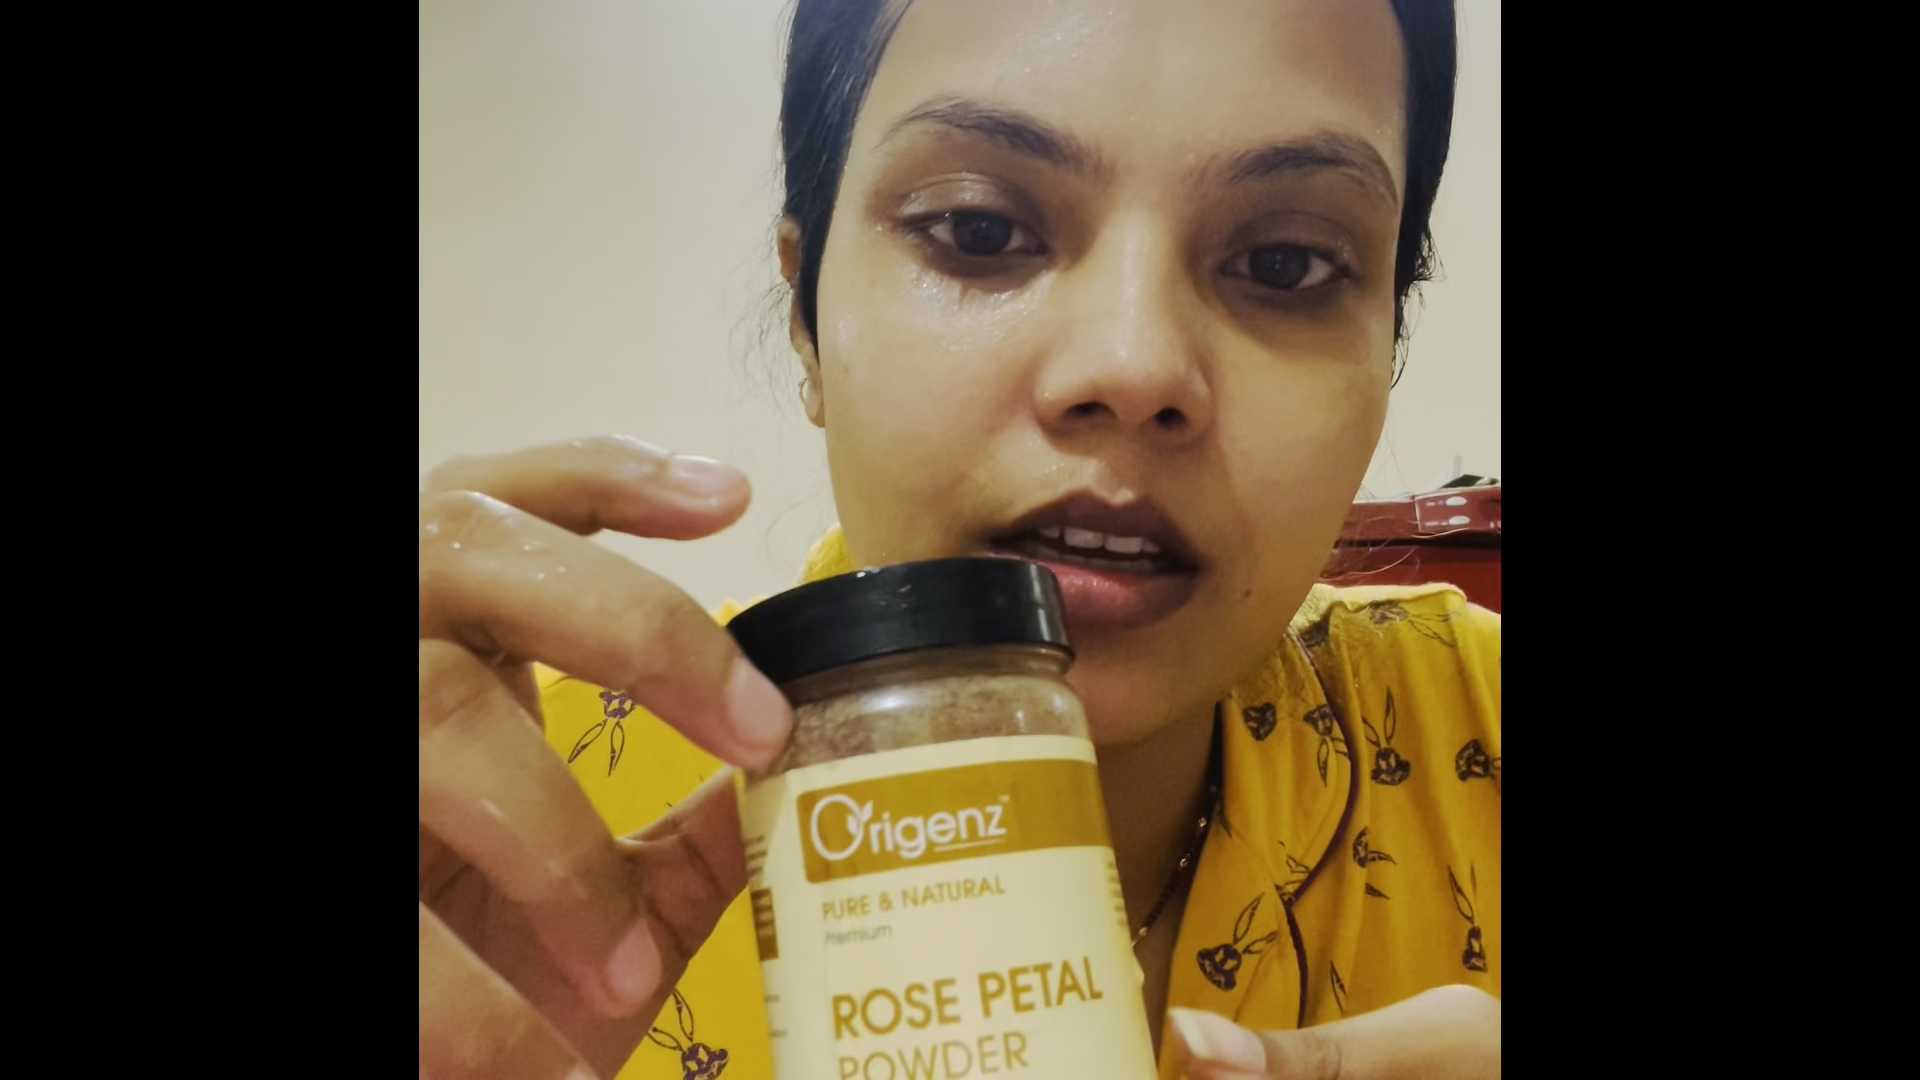 Origenz
PURE & NATURAL
Premium
ROSE PETAL
POWDER